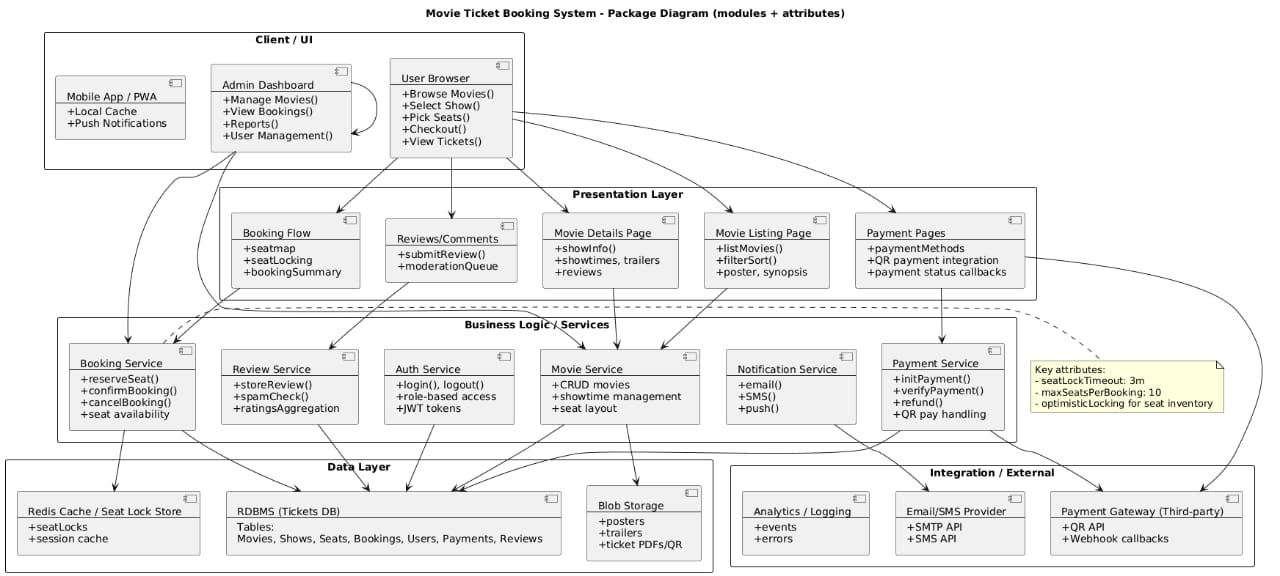 Movie Ticket Booking System - Package Diagram (modules + attributes)
Client / UI
Mobile App / PWA
+Local Cache
+Push Notifications
Admin Dashboard
+Manage Movies()
+View Bookings()
+Reports()
+User Management()
User Browser
+Browse Movies()
+Select Show()
+Pick Seats()
+Checkout()
+View Tickets()
Presentation Layer
Booking Flow
+seatmap
+seatLocking
+bookingSummary
Reviews/Comments
+submitReview()
+moderationQueue
Movie Details Page
+showInfo()
+showtimes, trailers
+reviews
Movie Listing Page
+listMovies()
+filterSort()
+poster, synopsis
Payment Pages
+paymentMethods
+QR payment integration
+payment status callbacks
Business Logic / Services
Booking Service
+reserveSeat()
+confirmBooking()
+cancelBooking()
+seat availability
Review Service
+storeReview()
+spamCheck()
+ratingsAggregation
Auth Service
+login(), logout()
+role-based access
+JWT tokens
Movie Service
+CRUD movies
+showtime management
+seat layout
Notification Service
+email()
+SMS()
+push()
Payment Service
+initPayment()
+verifyPayment()
+refund()
+QR pay handling
Key attributes:
- seatLockTimeout: 3m
- maxSeatsPerBooking: 10
- optimisticLocking for seat inventory
Data Layer
Redis Cache / Seat Lock Store
+seatLocks
+session cache
RDBMS (Tickets DB)
Tables:
Movies, Shows, Seats, Bookings, Users, Payments, Reviews
Blob Storage
+posters
+trailers
+ticket PDFs/QR
Integration / External
Analytics / Logging
+events
+errors
Email/SMS Provider
+SMTP API
+SMS API
Payment Gateway (Third-party)
+QR API
+Webhook callbacks